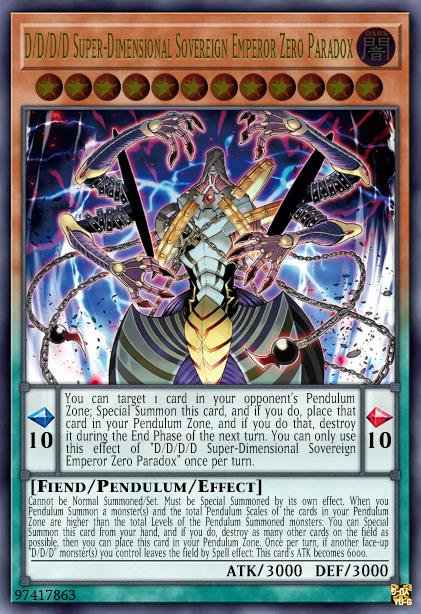 D/D/D/D Super-Dimensional Sovereign Emperor Zero Paradox
DARK
闇
You can target 1 card in your opponent's Pendulum
Zone; Special Summon this card, and if you do, place that
card in your Pendulum Zone, and if you do that, destroy
it during the End Phase of the next turn. You can only use
this effect of "D/D/D/D Super-Dimensional Sovereign
Emperor Zero Paradox" once per turn.
10
10
[Fiend/Pendulum/Effect]
Cannot be Normal Summoned/Set. Must be Special Summoned by its own effect. When you
Pendulum Summon a monster(s) and the total Pendulum Scales of the cards in your Pendulum
Zone are higher than the total Levels of the Pendulum Summoned monsters: You can Special
Summon this card from your hand, and if you do, destroy as many other cards on the field as
possible, then you can place this card in your Pendulum Zone. Once per turn, if another face-up
"D/D/D" monster(s) you control leaves the field by Spell effect: This card's ATK becomes 6000.
ATK/3000 DEF/3000
97417863